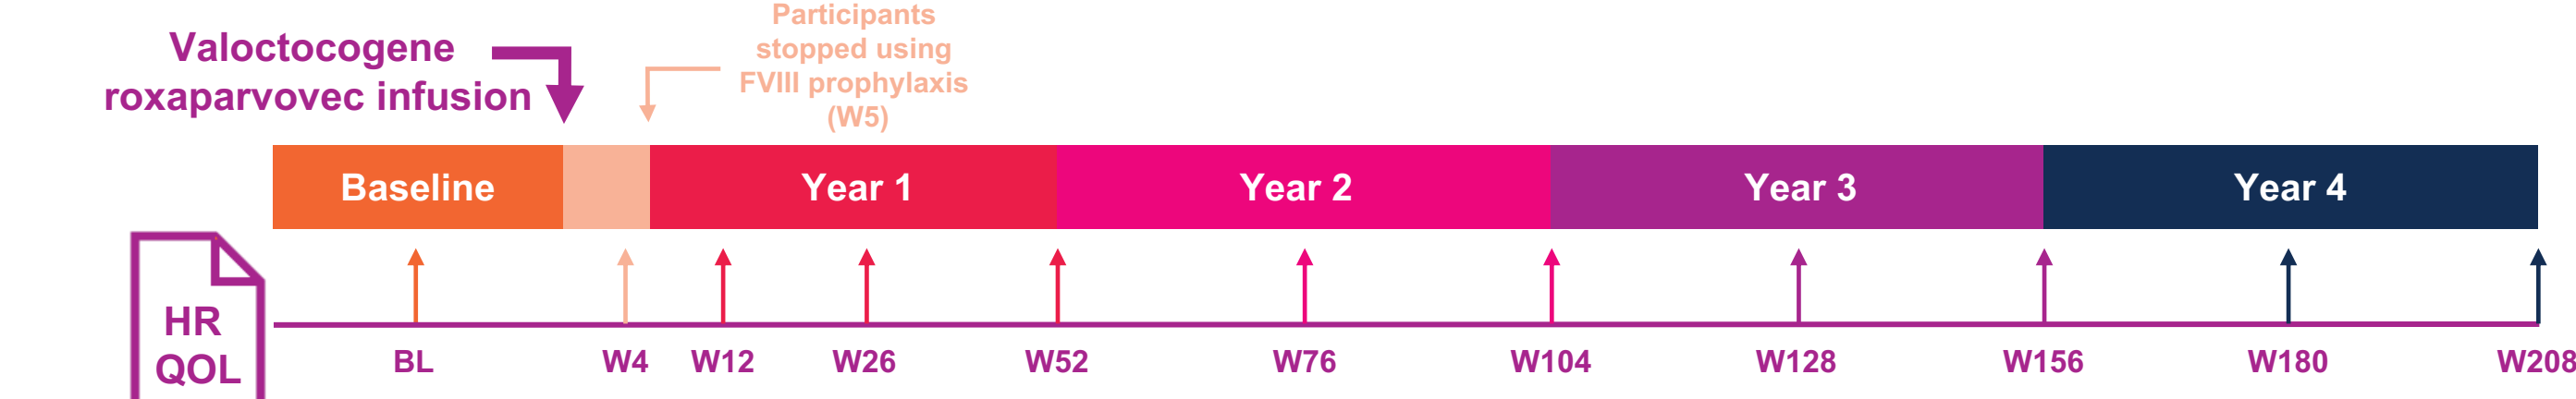 Participants
stopped using
FVIII prophylaxis
(W5)
Valoctocogene
roxaparvovec infusion
Baseline
Year 1
Year 2
Year 3
Year 4
HR
QOL
BL
W4
W12
W26
W52
W76
W104
W128
W156
W180
W208